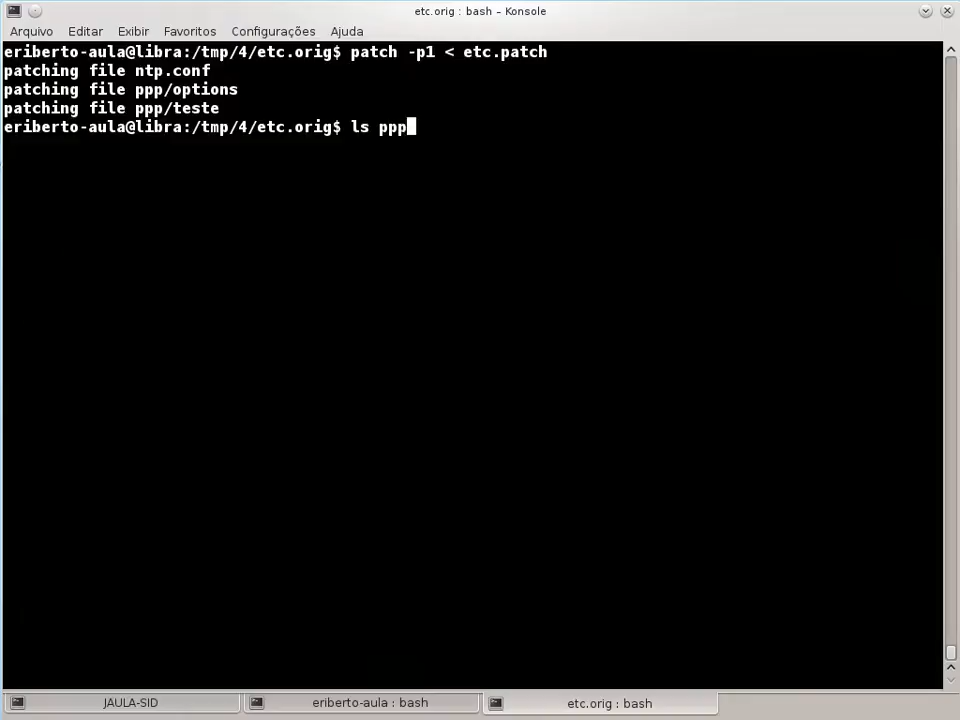 etc.orig : bash – Konsole
Arquivo Editar Exibir Favoritos Configurações Ajuda
eriberto-aula@libra:/tmp/4/etc.orig$ patch -p1 < etc.patch
patching file ntp.conf
patching file ppp/options
patching file ppp/teste
eriberto-aula@libra:/tmp/4/etc.orig$ ls ppp
JAULA-SID eriberto-aula : bash etc.orig : bash